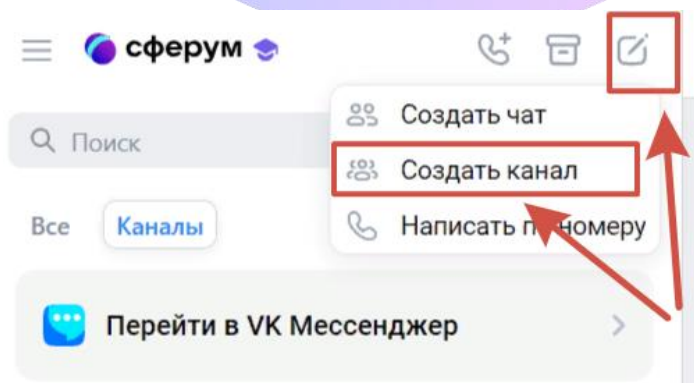 сферум
Создать чат
Поиск
Создать канал
Все
Каналы
Написать по номеру
Перейти в VK Мессенджер